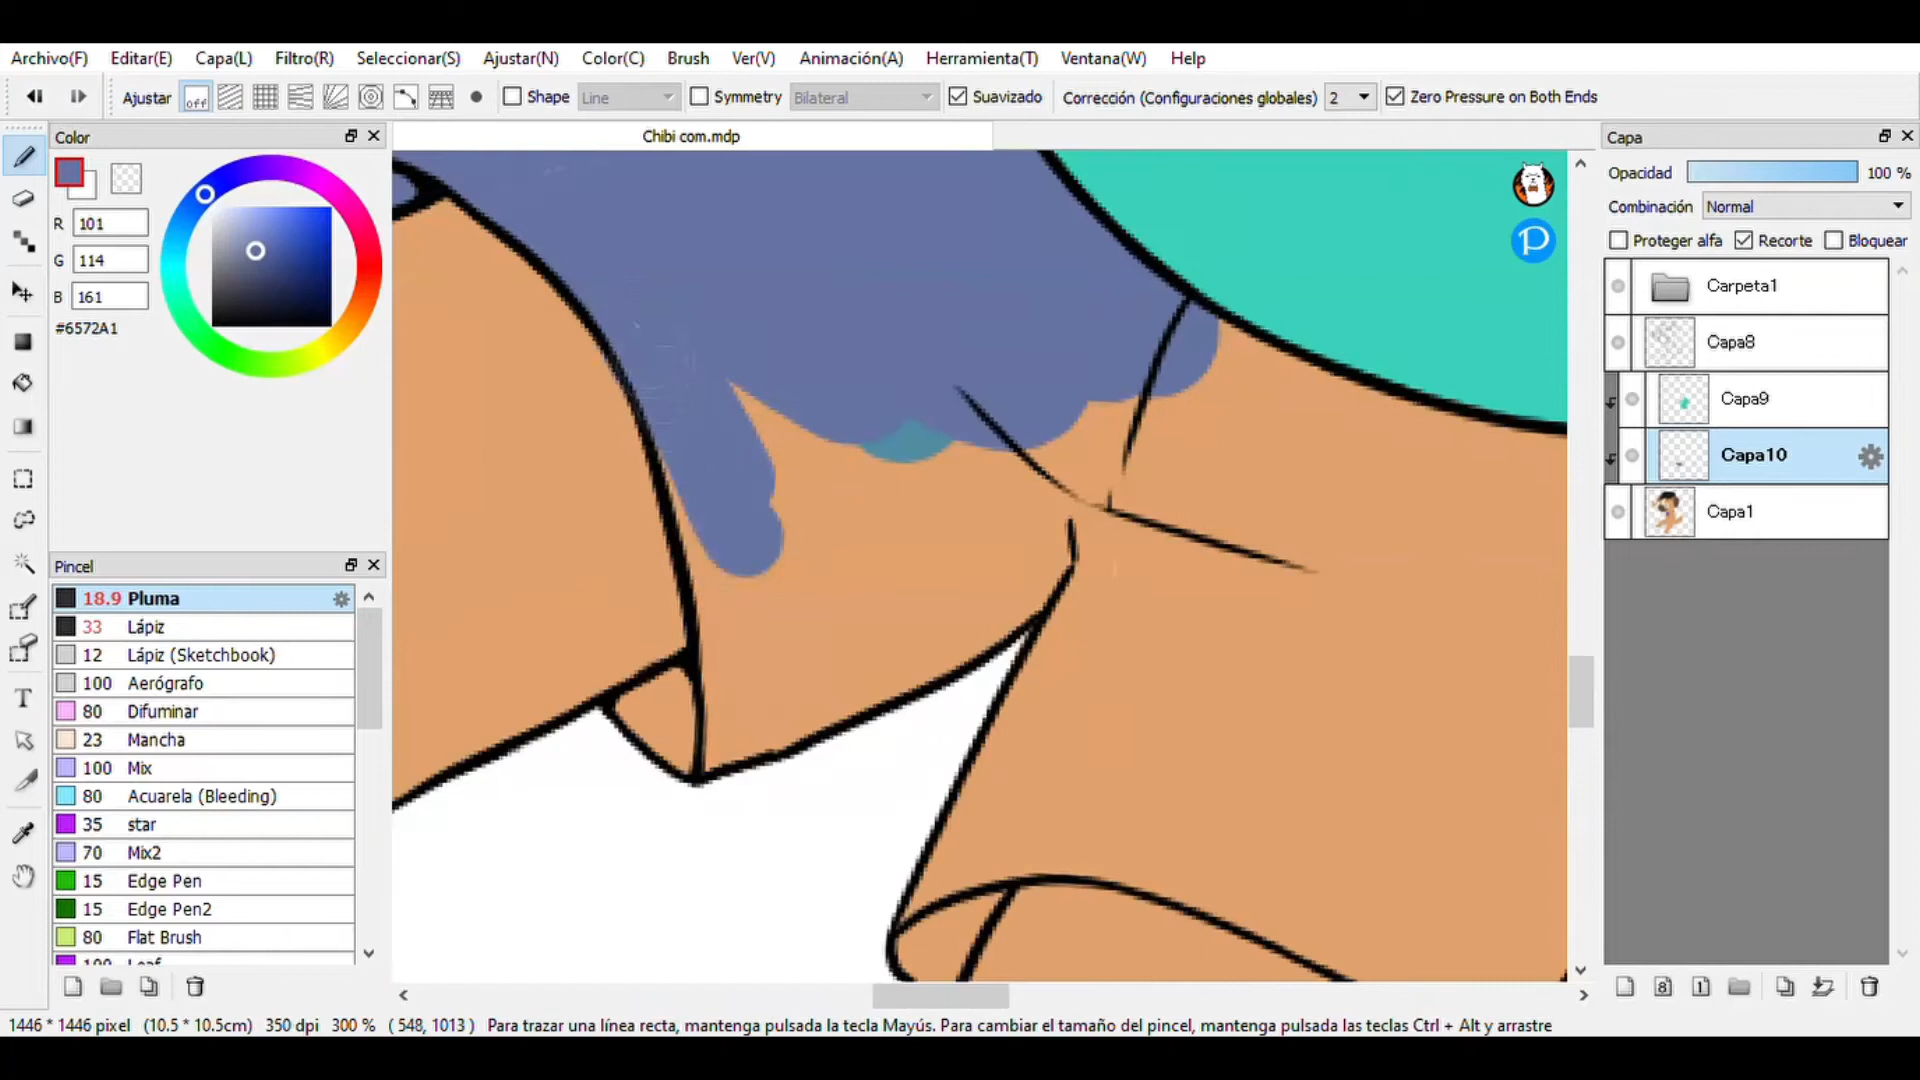 Archivo(F) Editar(E) Capa(L) Filtro(R) Seleccionar(S) Ajustar(N) Color(C) Brush Ver(V) Animación(A) Herramienta(T) Ventana(W) Help
Ajustar off Shape Line Symmetry Bilateral Suavizado Corrección (Configuraciones globales) 2 Zero Pressure on Both Ends
Color
Chibi com.mdp
Capa
Opacidad 100 %
Combinación Normal
Proteger alfa Recorte Bloquear
R 101
G 114
B 161
#6572A1
Carpeta1
Capa8
Capa9
Capa10
Capa1
P
Pincel
18.9 Pluma
33 Lápiz
12 Lápiz (Sketchbook)
100 Aerógrafo
80 Difuminar
23 Mancha
100 Mix
80 Acuarela (Bleeding)
35 star
70 Mix2
15 Edge Pen
15 Edge Pen2
80 Flat Brush
100 Leaf
T
8 1
1446 * 1446 pixel (10.5 * 10.5cm) 350 dpi 300 % ( 548, 1013 ) Para trazar una línea recta, mantenga pulsada la tecla Mayús. Para cambiar el tamaño del pincel, mantenga pulsada las teclas Ctrl + Alt y arrastre